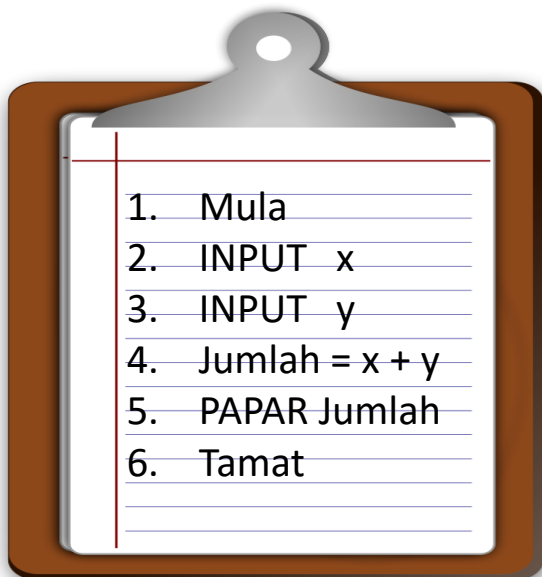 1. Mula
2. INPUT x
3. INPUT y
4. Jumlah = x + y
5. PAPAR Jumlah
6. Tamat